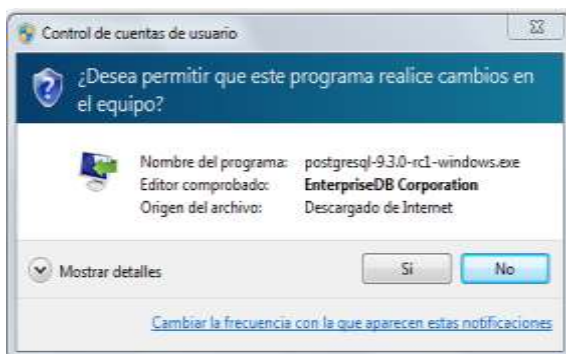 Control de cuentas de usuario
¿Desea permitir que este programa realice cambios en
el equipo?
Nombre del programa: postgresql-9.3.0-rc1-windows.exe
Editor comprobado: EnterpriseDB Corporation
Origen del archivo: Descargado de Internet
Mostrar detalles Sí No
Cambiar la frecuencia con la que aparecen estas notificaciones